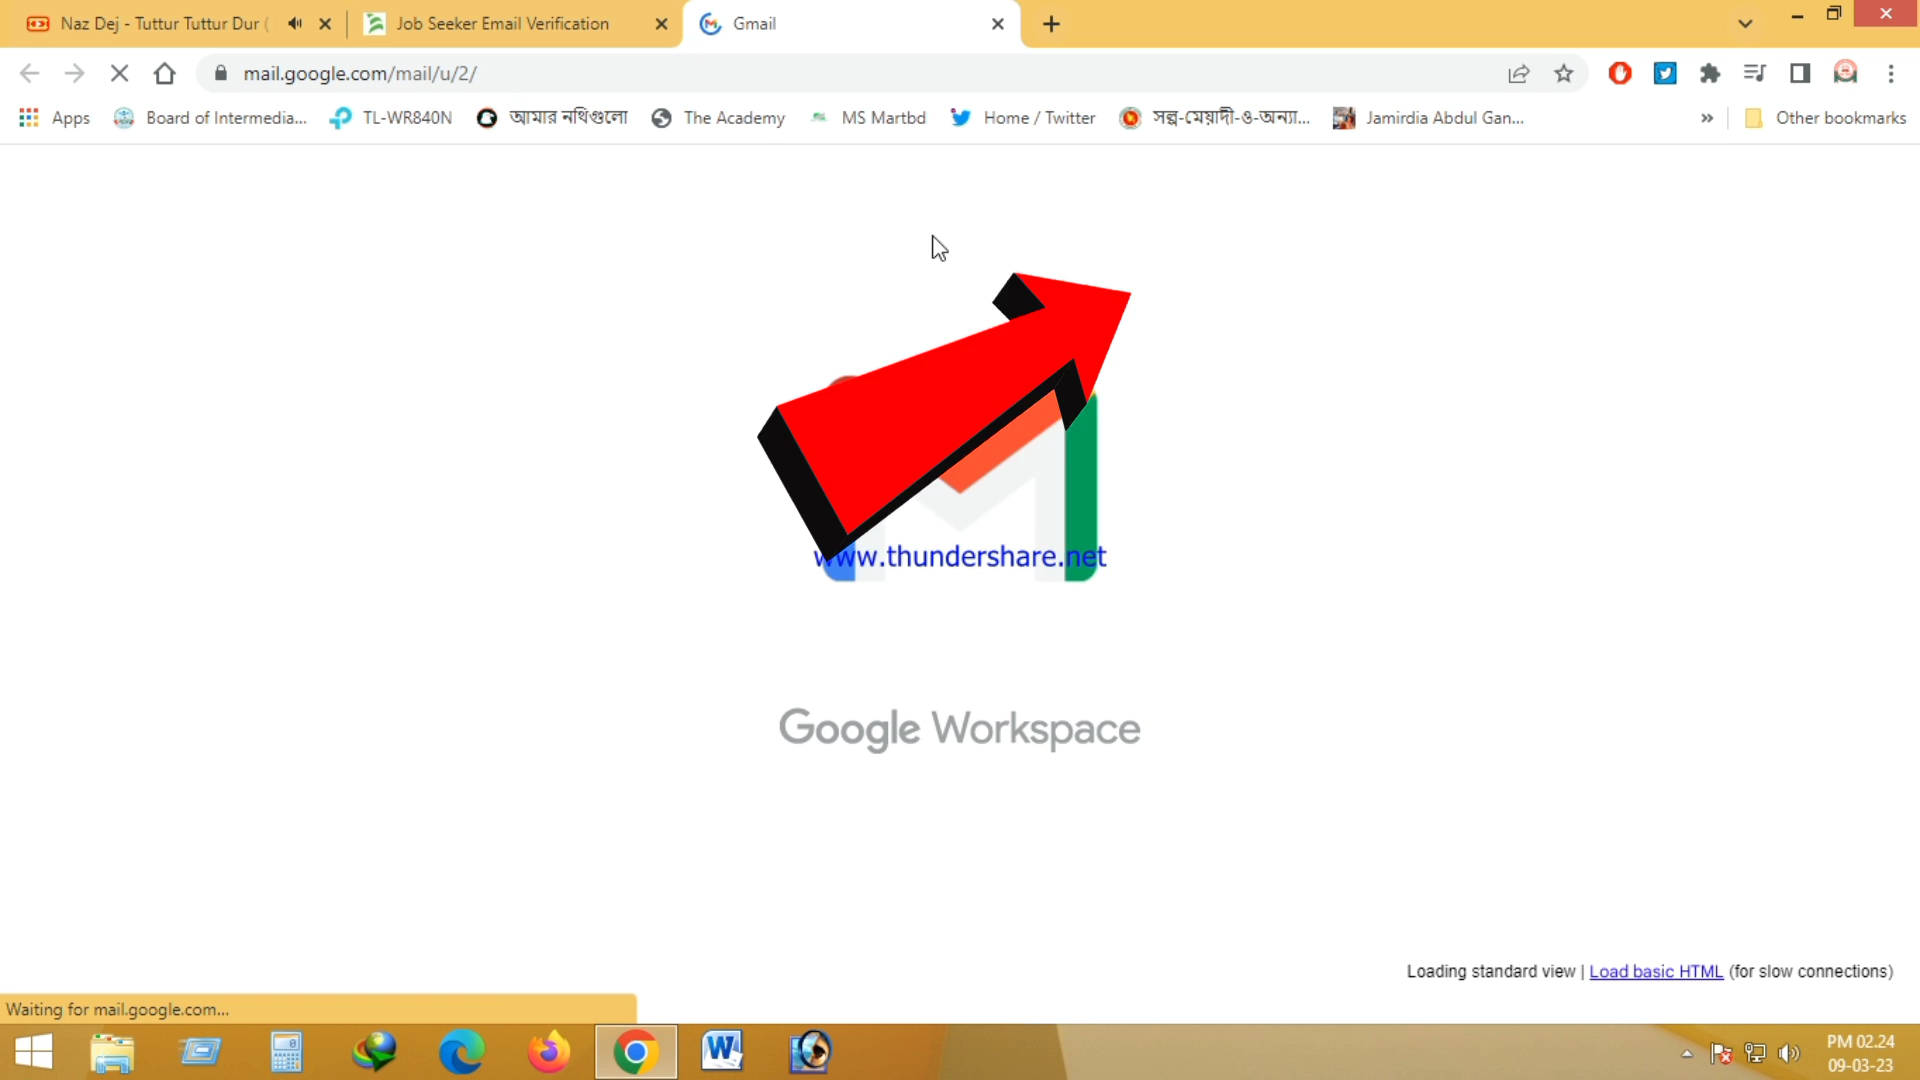 Naz Dej - Tuttur Tuttur Dur (
Job Seeker Email Verification
Gmail
mail.google.com/mail/u/2/
Apps
Board of Intermedia...
TL-WR840N
আমার নথিগুলো
The Academy
MS Martbd
Home / Twitter
সল্প-মেয়াদী-ও-অন্যা...
Jamirdia Abdul Gan...
Other bookmarks
www.thundershare.net
Google Workspace
Loading standard view | Load basic HTML (for slow connections)
Waiting for mail.google.com...
PM 02.24
09-03-23